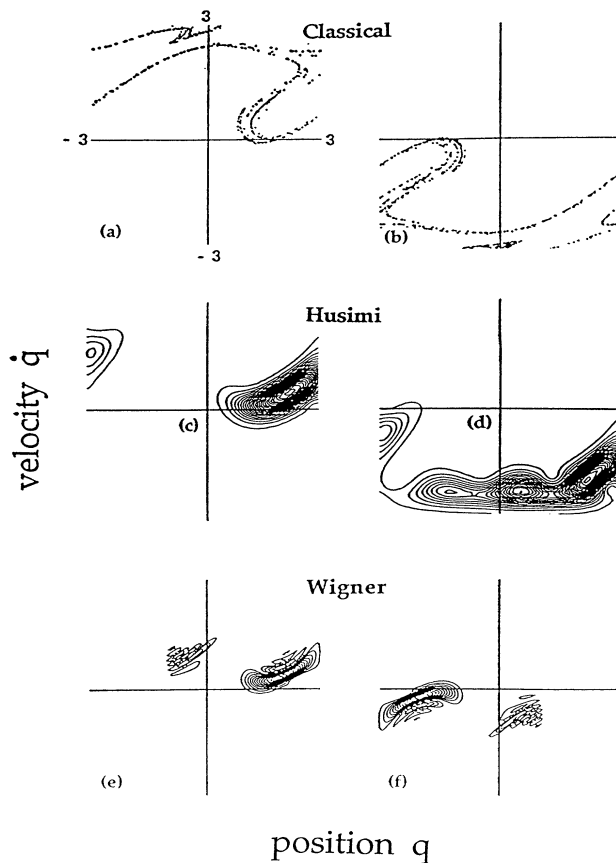 3
Classical
- 3
3
(a)
(b)
- 3
Husimi
(c)
(d)
velocity q̇
Wigner
(e)
(f)
position q